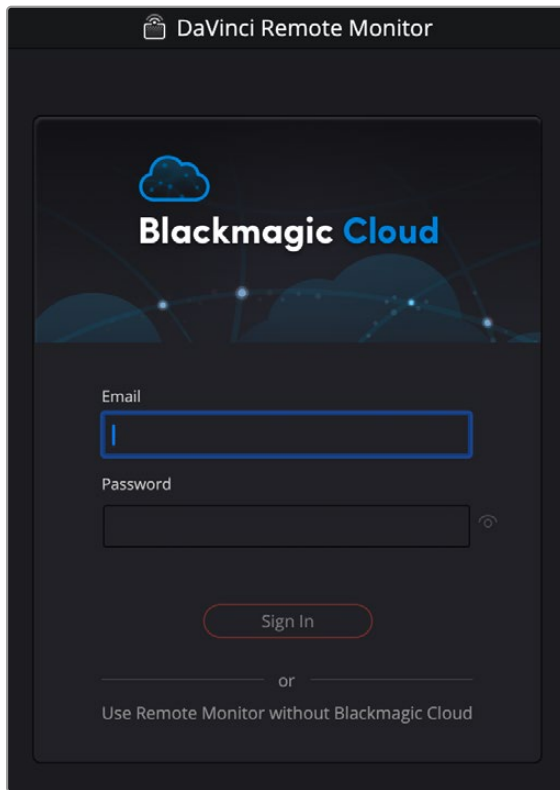 DaVinci Remote Monitor
Blackmagic Cloud
Email
Password
Sign In
or
Use Remote Monitor without Blackmagic Cloud